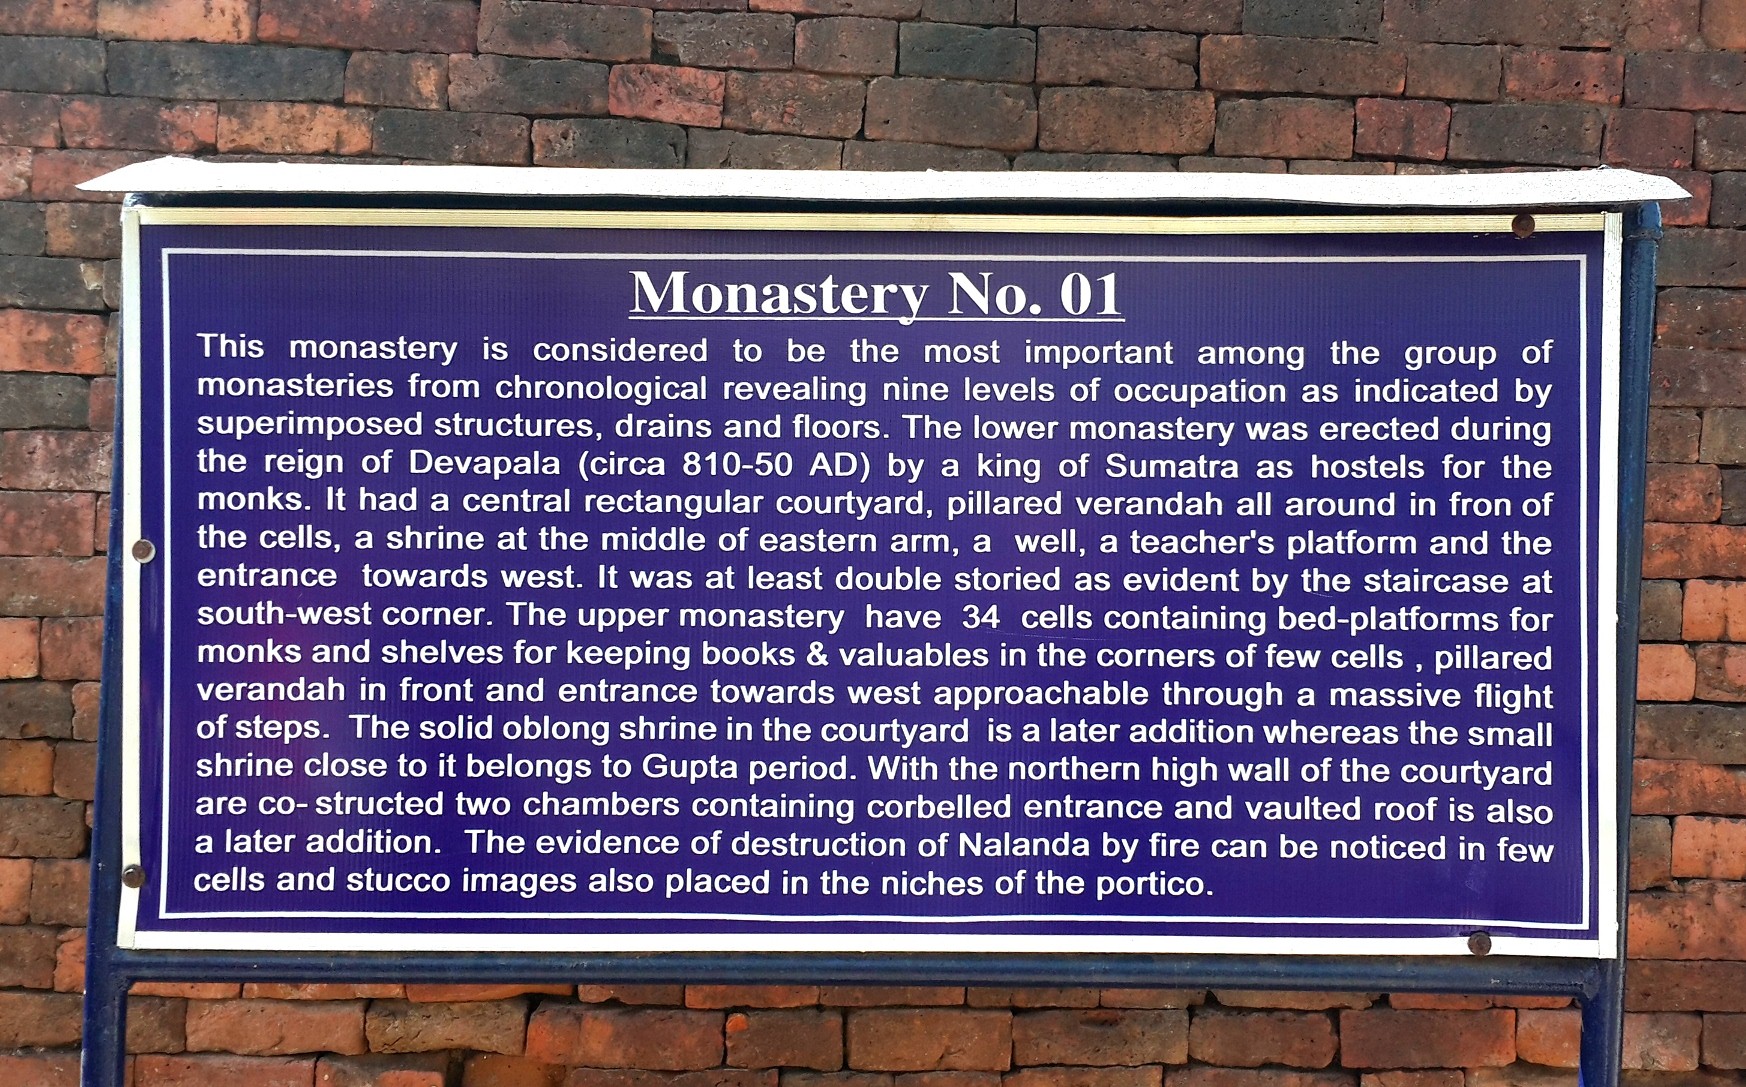 Monastery No. 01
This monastery is considered to be the most important among the group of
monasteries from chronological revealing nine levels of occupation as indicated by
superimposed structures, drains and floors. The lower monastery was erected during
the reign of Devapala (circa 810-50 AD) by a king of Sumatra as hostels for the
monks. It had a central rectangular courtyard, pillared verandah all around in fron of
the cells, a shrine at the middle of eastern arm, a well, a teacher's platform and the
entrance towards west. It was at least double storied as evident by the staircase at
south-west corner. The upper monastery have 34 cells containing bed-platforms for
monks and shelves for keeping books & valuables in the corners of few cells , pillared
verandah in front and entrance towards west approachable through a massive flight
of steps. The solid oblong shrine in the courtyard is a later addition whereas the small
shrine close to it belongs to Gupta period. With the northern high wall of the courtyard
are co- structed two chambers containing corbelled entrance and vaulted roof is also
a later addition. The evidence of destruction of Nalanda by fire can be noticed in few
cells and stucco images also placed in the niches of the portico.